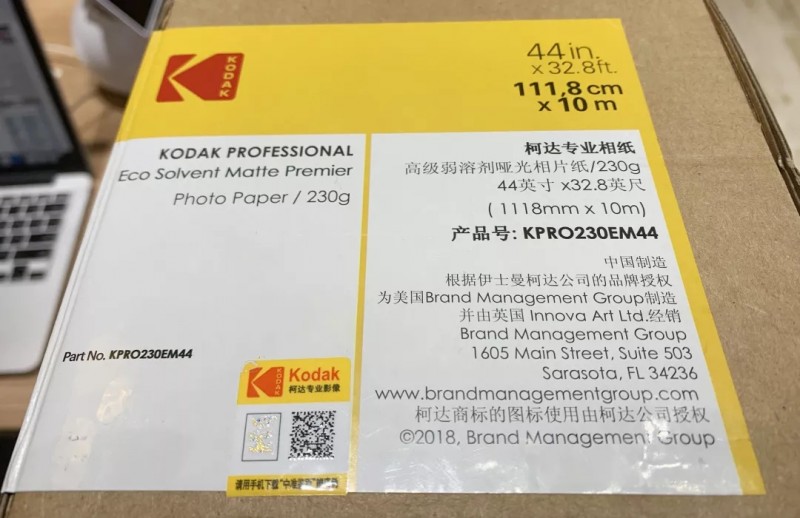 KODAK
44 in.
x 32.8 ft.
111.8 cm
x 10 m
KODAK PROFESSIONAL
Eco Solvent Matte Premier
Photo Paper / 230g
Part No. KPRO230EM44
柯达专业相纸
高级弱溶剂哑光相片纸/230g
44英寸 x32.8英尺
( 1118mm x 10m)
产品号: KPRO230EM44
中国制造
根据伊士曼柯达公司的品牌授权
为美国Brand Management Group制造
并由英国 Innova Art Ltd.经销
Brand Management Group
1605 Main Street, Suite 503
Sarasota, FL 34236
www.brandmanagementgroup.com
柯达商标的图标使用由柯达公司授权
©2018, Brand Management Group
Kodak
柯达专业影像
请用手机下载"中